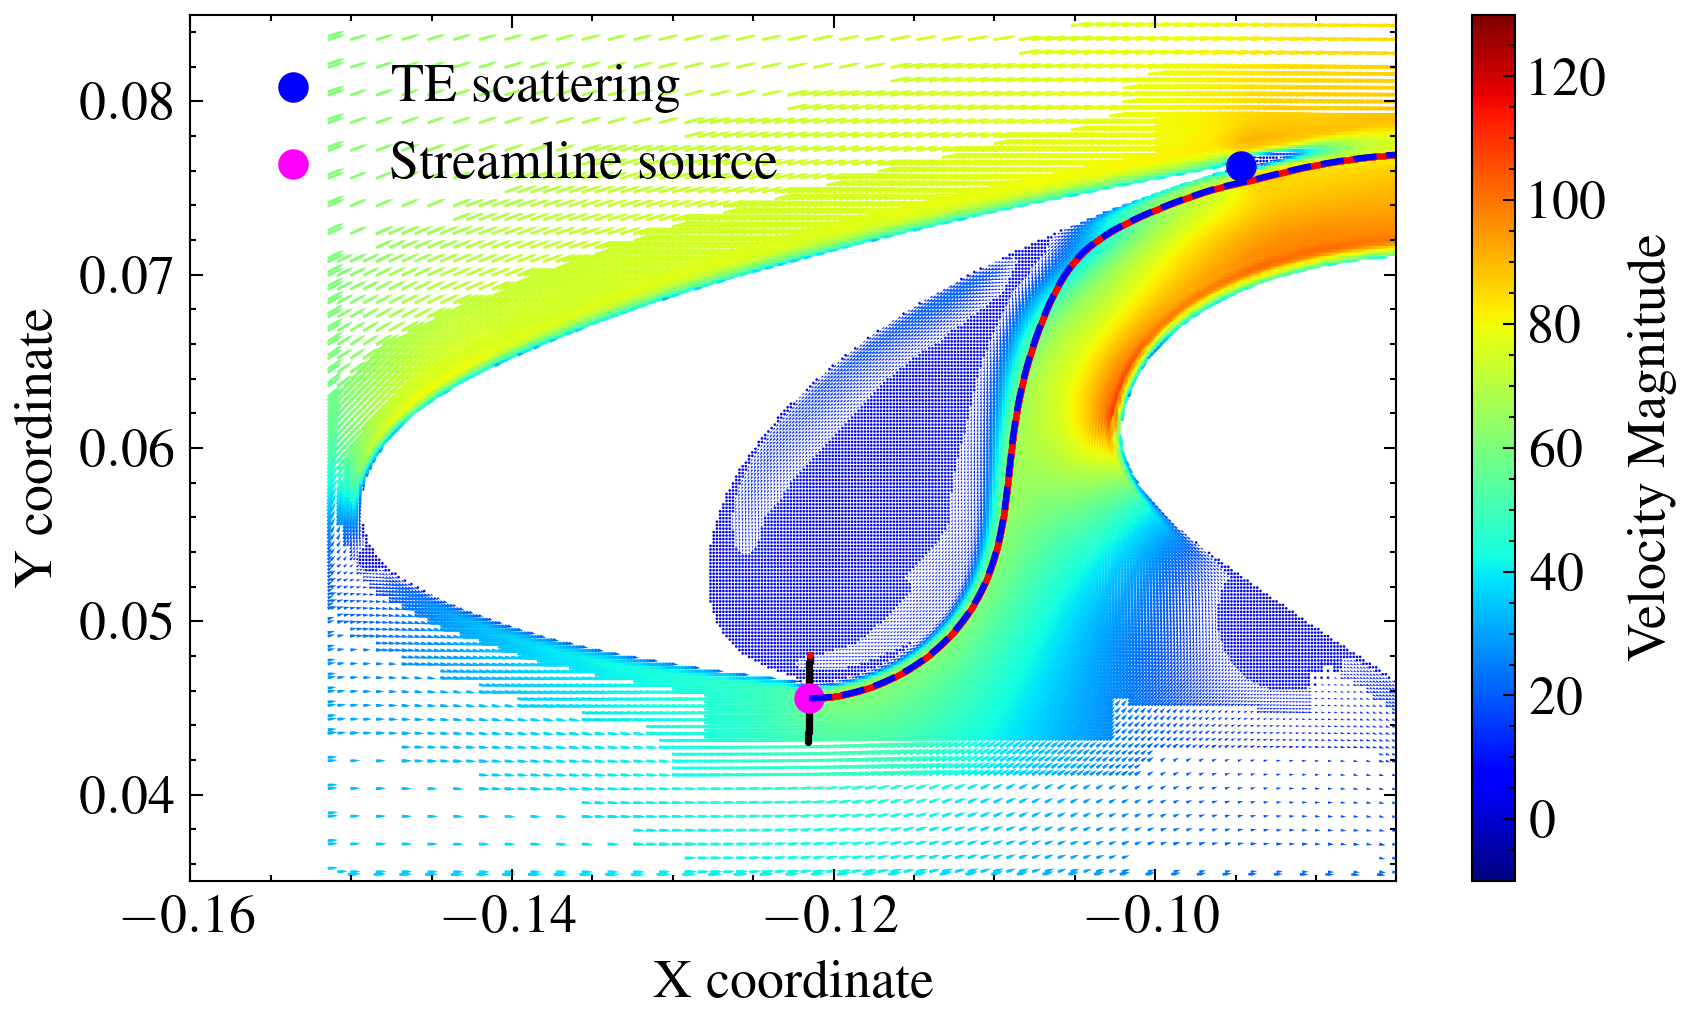 TE scattering
Streamline source
0.08
0.07
0.06
0.05
0.04
Y coordinate
−0.16 −0.14 −0.12 −0.10
X coordinate
120
100
80
60
40
20
0
Velocity Magnitude